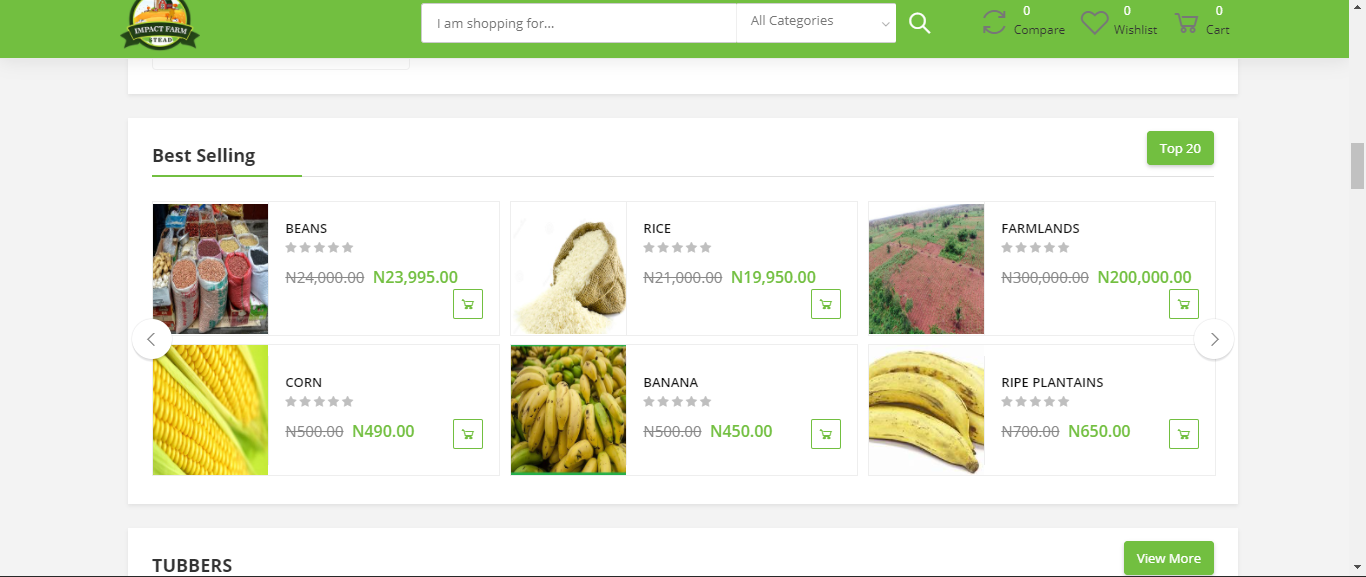 IMPACT FARM
STEAD
I am shopping for...
All Categories
0
Compare
0
Wishlist
0
Cart
Best Selling
Top 20
BEANS
N24,000.00 N23,995.00
RICE
N21,000.00 N19,950.00
FARMLANDS
N300,000.00 N200,000.00
CORN
N500.00 N490.00
BANANA
N500.00 N450.00
RIPE PLANTAINS
N700.00 N650.00
TUBBERS
View More